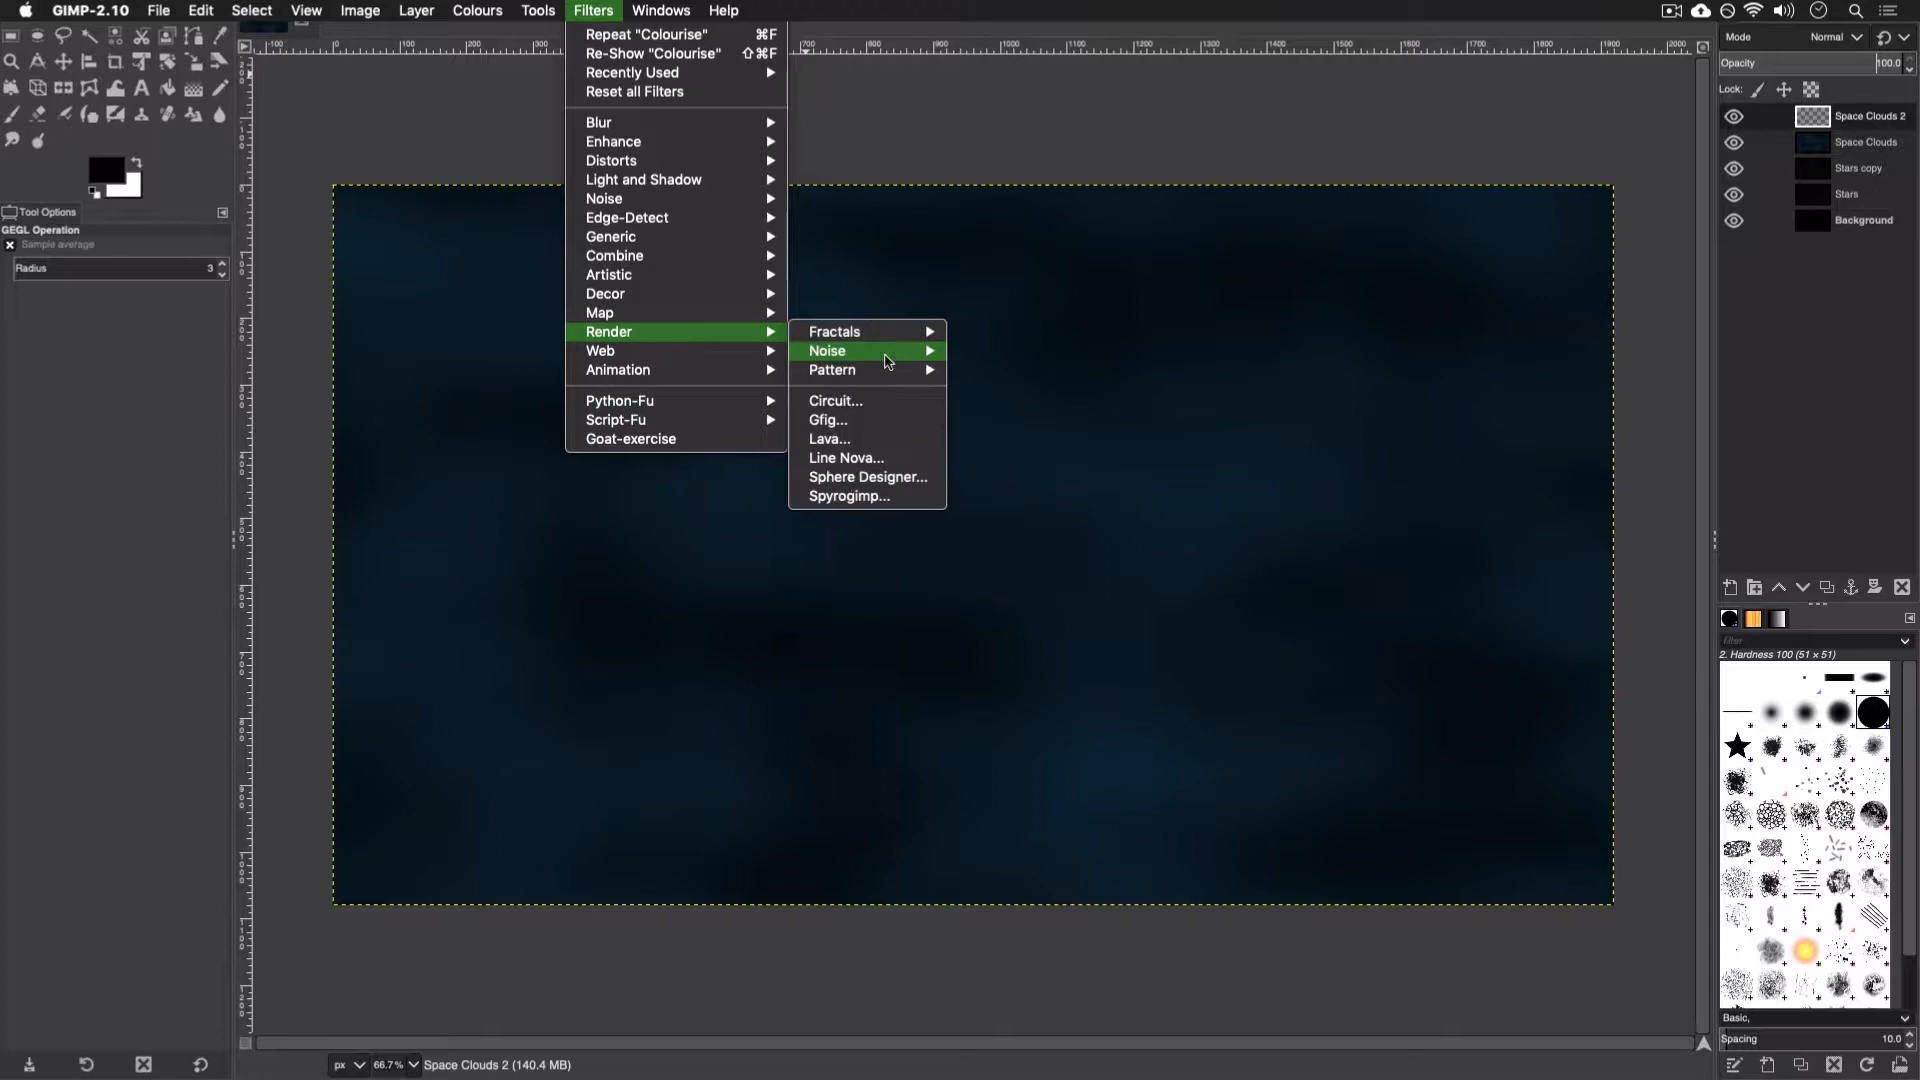 GIMP-2.10 File Edit Select View Image Layer Colours Tools Filters Windows Help
Repeat "Colourise" ⌘F
Re-Show "Colourise" ⇧⌘F
Recently Used
Reset all Filters
Blur
Enhance
Distorts
Light and Shadow
Noise
Edge-Detect
Generic
Combine
Artistic
Decor
Map
Render
Web
Animation
Python-Fu
Script-Fu
Goat-exercise
Fractals
Noise
Pattern
Circuit...
Gfig...
Lava...
Line Nova...
Sphere Designer...
Spyrogimp...
Tool Options
GEGL Operation
Sample average
Radius 3
Mode Normal
Opacity 100.0
Lock:
Space Clouds 2
Space Clouds
Stars copy
Stars
Background
filter
2. Hardness 100 (51 × 51)
Basic,
Spacing 10.0
px 66.7% Space Clouds 2 (140.4 MB)